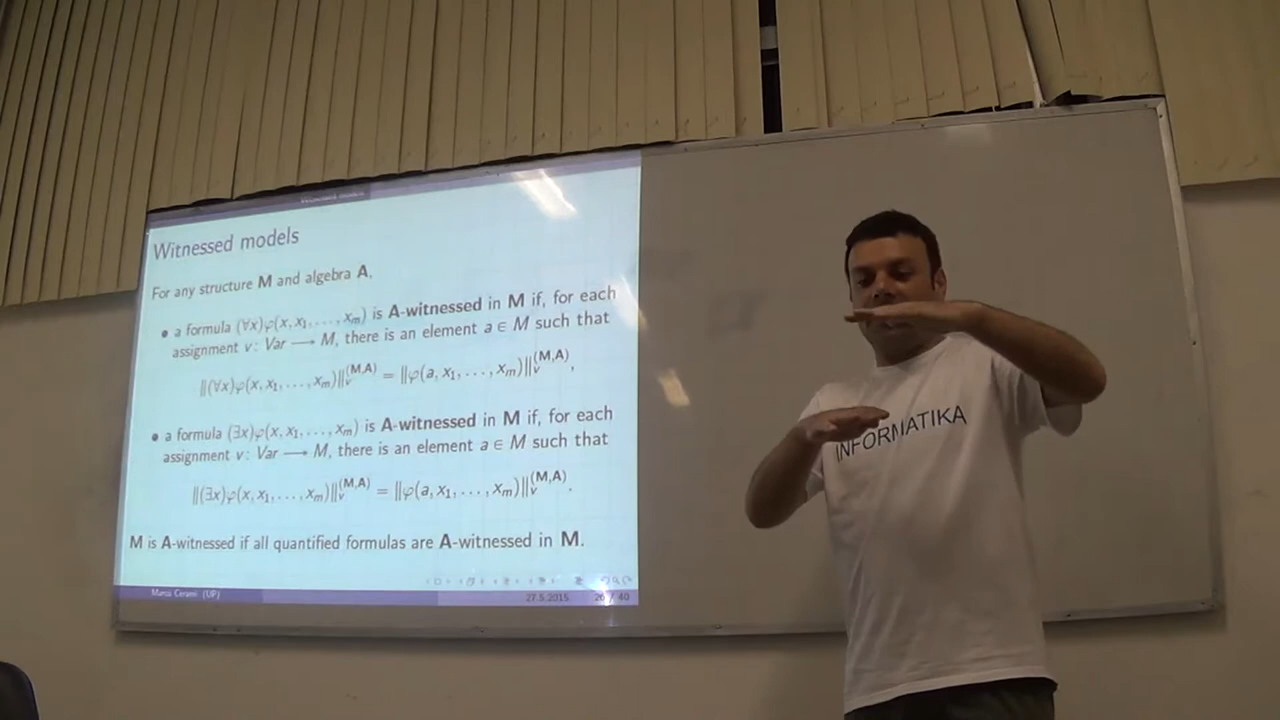 Witnessed models
Witnessed models
For any structure M and algebra A,
• a formula (∀x)φ(x, x₁, . . . , xₘ) is A-witnessed in M if, for each
assignment v: Var ⟶ M, there is an element a ∈ M such that
‖(∀x)φ(x, x₁, . . . , xₘ)‖ᵥ^(M,A) = ‖φ(a, x₁, . . . , xₘ)‖ᵥ^(M,A),
• a formula (∃x)φ(x, x₁, . . . , xₘ) is A-witnessed in M if, for each
assignment v: Var ⟶ M, there is an element a ∈ M such that
‖(∃x)φ(x, x₁, . . . , xₘ)‖ᵥ^(M,A) = ‖φ(a, x₁, . . . , xₘ)‖ᵥ^(M,A).
M is A-witnessed if all quantified formulas are A-witnessed in M.
Marco Cerami (UP)
27.5.2015
/ 40
INFORMATIKA